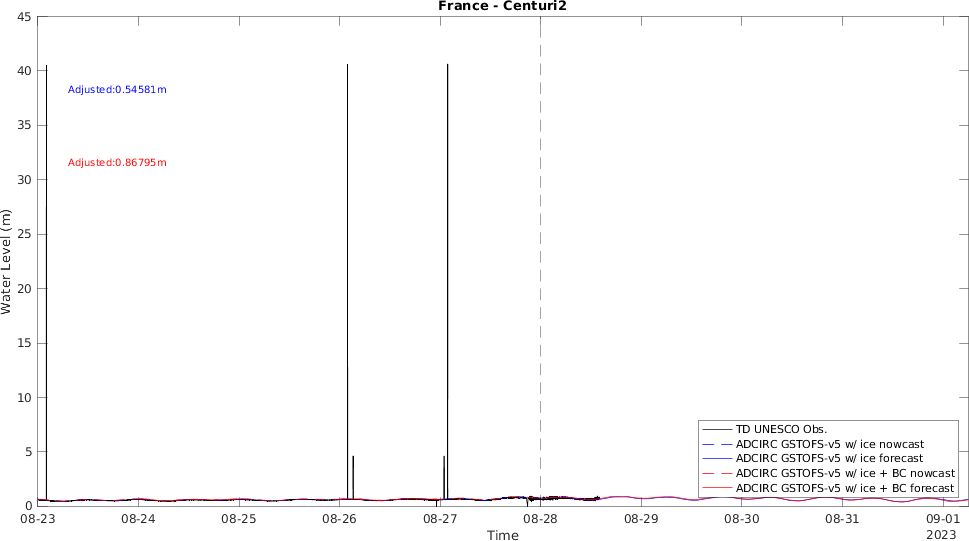 France - Centuri2
45
40
35
30
25
20
15
10
5
0
Water Level (m)
Adjusted:0.54581m
Adjusted:0.86795m
TD UNESCO Obs.
ADCIRC GSTOFS-v5 w/ ice nowcast
ADCIRC GSTOFS-v5 w/ ice forecast
ADCIRC GSTOFS-v5 w/ ice + BC nowcast
ADCIRC GSTOFS-v5 w/ ice + BC forecast
08-23 08-24 08-25 08-26 08-27 08-28 08-29 08-30 08-31 09-01
2023
Time